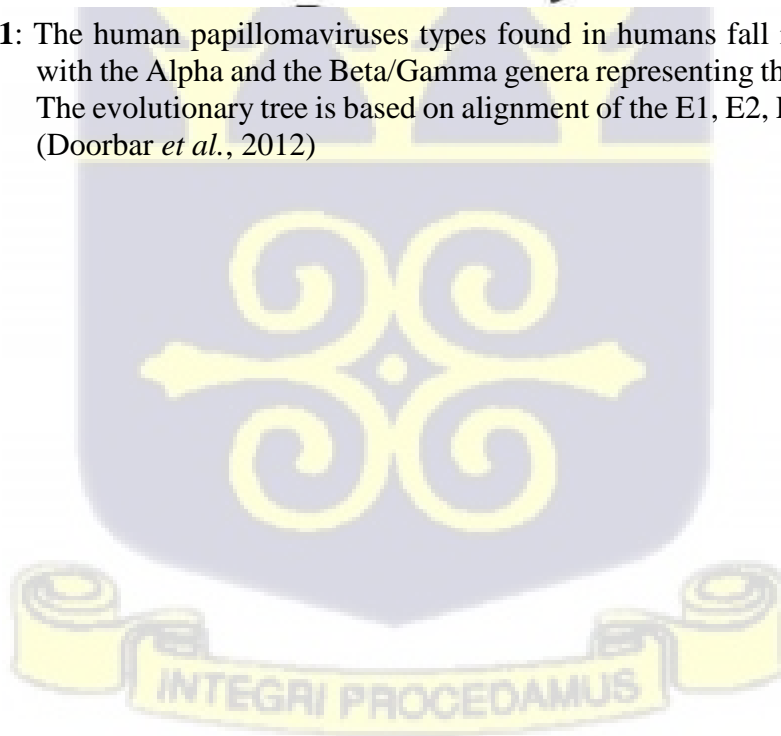 1: The human papillomaviruses types found in humans fall
with the Alpha and the Beta/Gamma genera representing th
The evolutionary tree is based on alignment of the E1, E2,
(Doorbar et al., 2012)
INTEGRI PROCEDAMUS